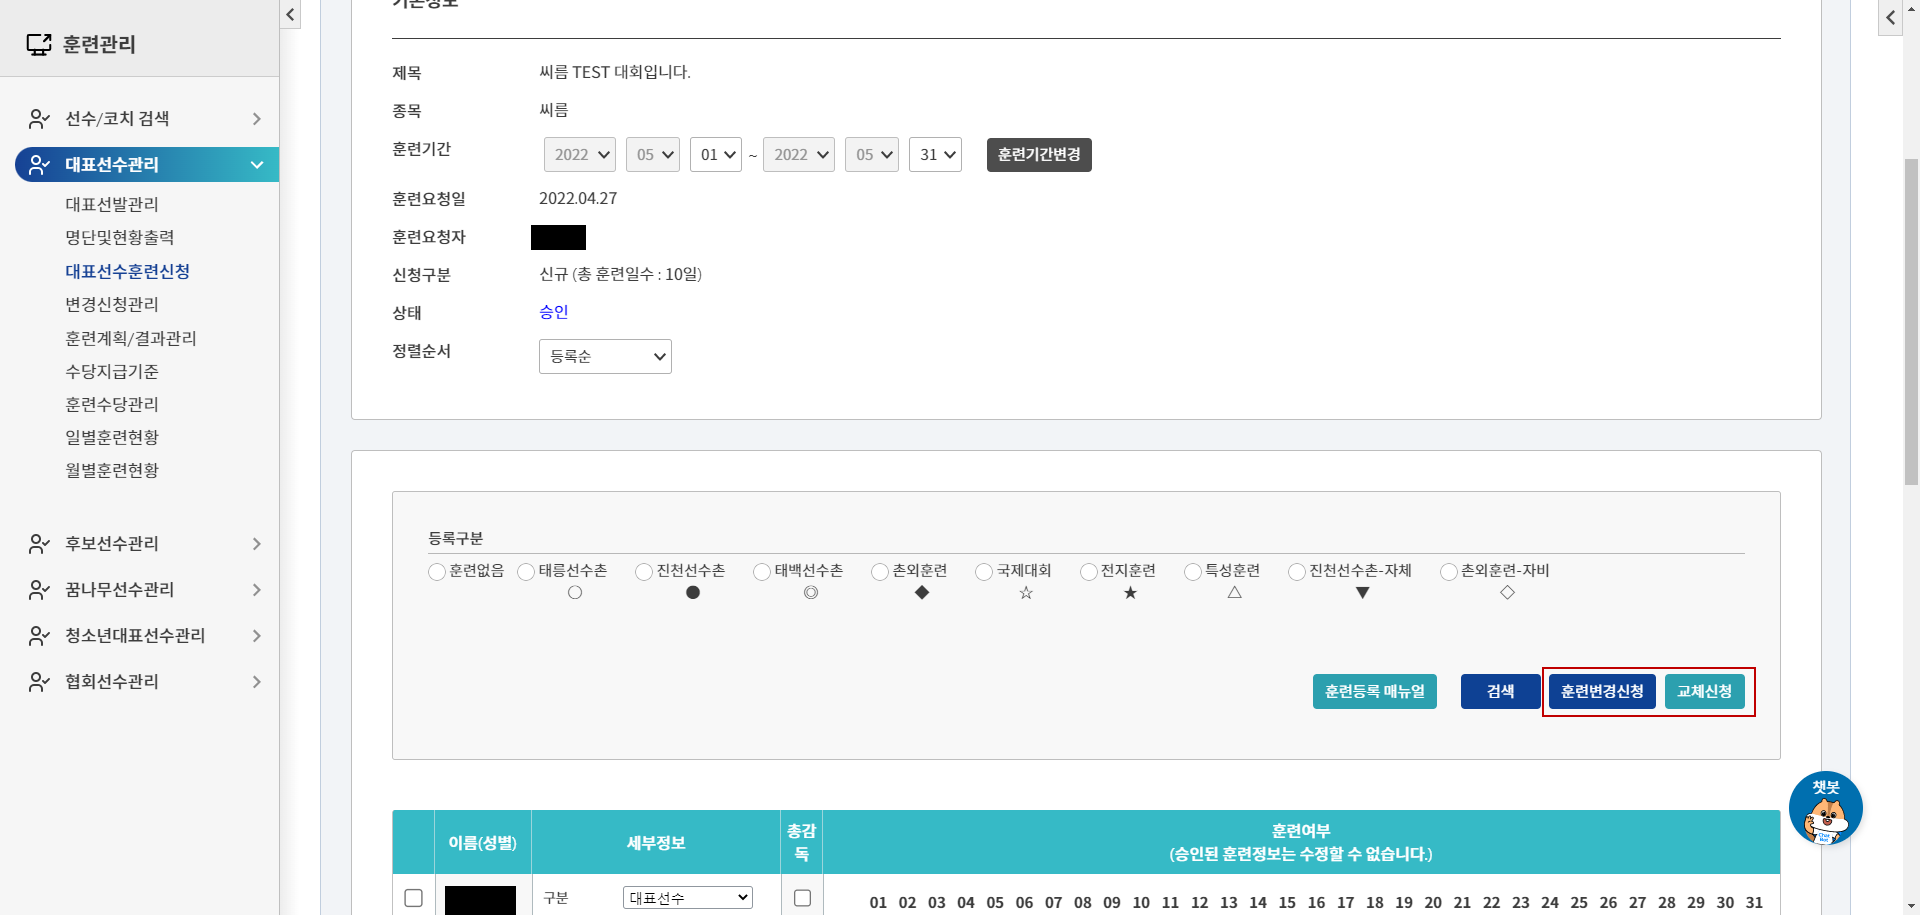 훈련관리
선수/코치 검색
대표선수관리
대표선발관리
명단및현황출력
대표선수훈련신청
변경신청관리
훈련계획/결과관리
수당지급기준
훈련수당관리
일별훈련현황
월별훈련현황
후보선수관리
꿈나무선수관리
청소년대표선수관리
협회선수관리
기본정보
제목 씨름 TEST 대회입니다.
종목 씨름
훈련기간 2022 05 01 ~ 2022 05 31 훈련기간변경
훈련요청일 2022.04.27
훈련요청자
신청구분 신규 (총 훈련일수 : 10일)
상태 승인
정렬순서 등록순
등록구분
훈련없음 태릉선수촌 진천선수촌 태백선수촌 촌외훈련 국제대회 전지훈련 특성훈련 진천선수촌-자체 촌외훈련-자비
○ ● ◎ ◆ ☆ ★ △ ▼ ◇
훈련등록 매뉴얼 검색 훈련변경신청 교체신청
챗봇
이름(성별) 세부정보 총감독 훈련여부
(승인된 훈련정보는 수정할 수 없습니다.)
구분 대표선수
01 02 03 04 05 06 07 08 09 10 11 12 13 14 15 16 17 18 19 20 21 22 23 24 25 26 27 28 29 30 31